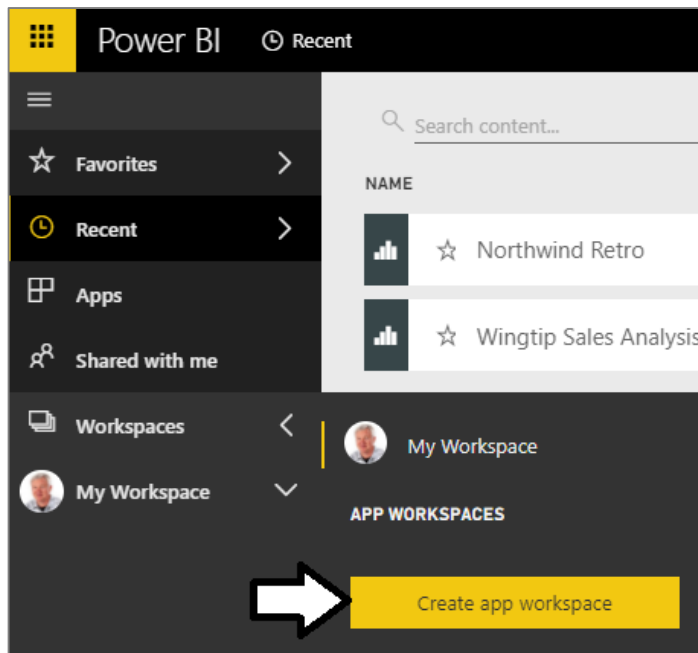 Power BI Recent
Search content...
Favorites
NAME
Recent
Northwind Retro
Apps
Wingtip Sales Analysis
Shared with me
Workspaces
My Workspace
My Workspace
APP WORKSPACES
Create app workspace